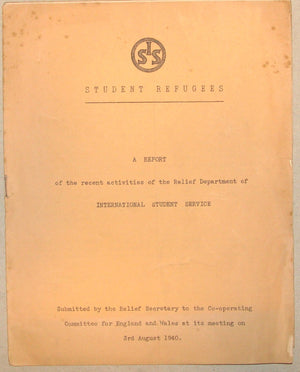 ISS
STUDENT REFUGEES
A REPORT
of the recent activities of the Relief Department of
INTERNATIONAL STUDENT SERVICE
Submitted by the Relief Secretary to the Co-operating
Committee for England and Wales at its meeting on
3rd August 1940.